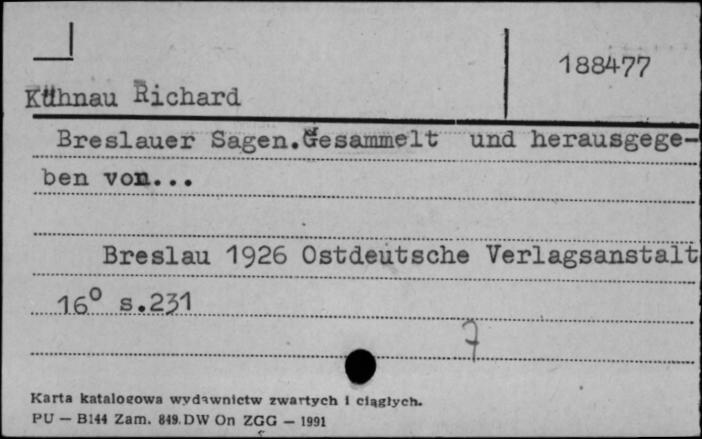 188477
Kühnau Richard
Breslauer Sagen. Gesammelt und herausgege-
ben von...
Breslau 1926 Ostdeutsche Verlagsanstalt
16° s.231
7
Karta katalogowa wydawnictw zwartych i ciągłych.
PU — B144 Zam. 849. DW On ZGG — 1991